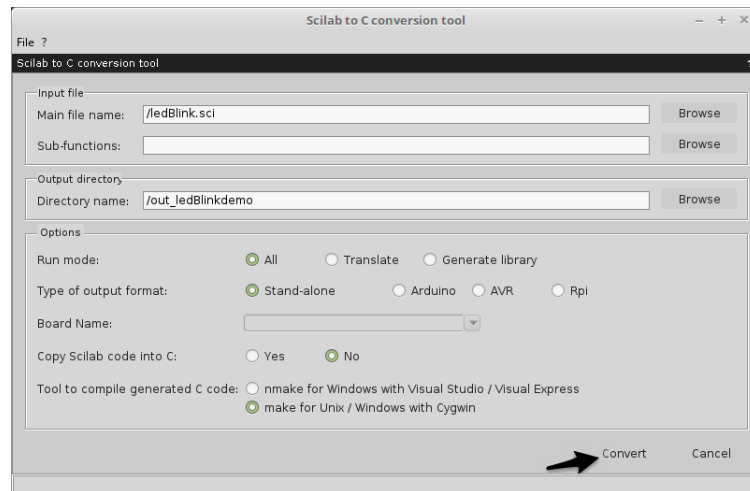 Scilab to C conversion tool
File ?
Scilab to C conversion tool
Input file
Main file name: /ledBlink.sci Browse
Sub-functions: Browse
Output directory
Directory name: /out_ledBlinkdemo Browse
Options
Run mode: All Translate Generate library
Type of output format: Stand-alone Arduino AVR Rpi
Board Name:
Copy Scilab code into C: Yes No
Tool to compile generated C code: nmake for Windows with Visual Studio / Visual Express
make for Unix / Windows with Cygwin
Convert Cancel